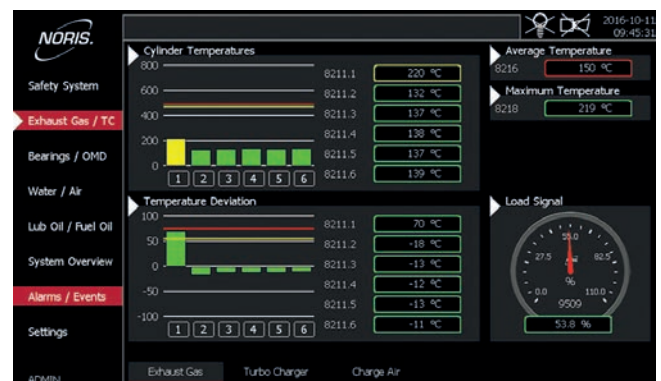 NORIS.
2016-10-11
09:45:31
Safety System
Exhaust Gas / TC
Bearings / OMD
Water / Air
Lub Oil / Fuel Oil
System Overview
Alarms / Events
Settings
ADMIN
Cylinder Temperatures
800
600
400
200
0
1 2 3 4 5 6
8211.1 220 °C
8211.2 132 °C
8211.3 137 °C
8211.4 138 °C
8211.5 137 °C
8211.6 139 °C
Average Temperature
8216 150 °C
Maximum Temperature
8218 219 °C
Temperature Deviation
100
50
0
-50
-100
1 2 3 4 5 6
8211.1 70 °C
8211.2 -18 °C
8211.3 -13 °C
8211.4 -12 °C
8211.5 -13 °C
8211.6 -11 °C
Load Signal
55.0
27.5 82.5
%
0.0 110.0
9509
53.8 %
Exhaust Gas Turbo Charger Charge Air